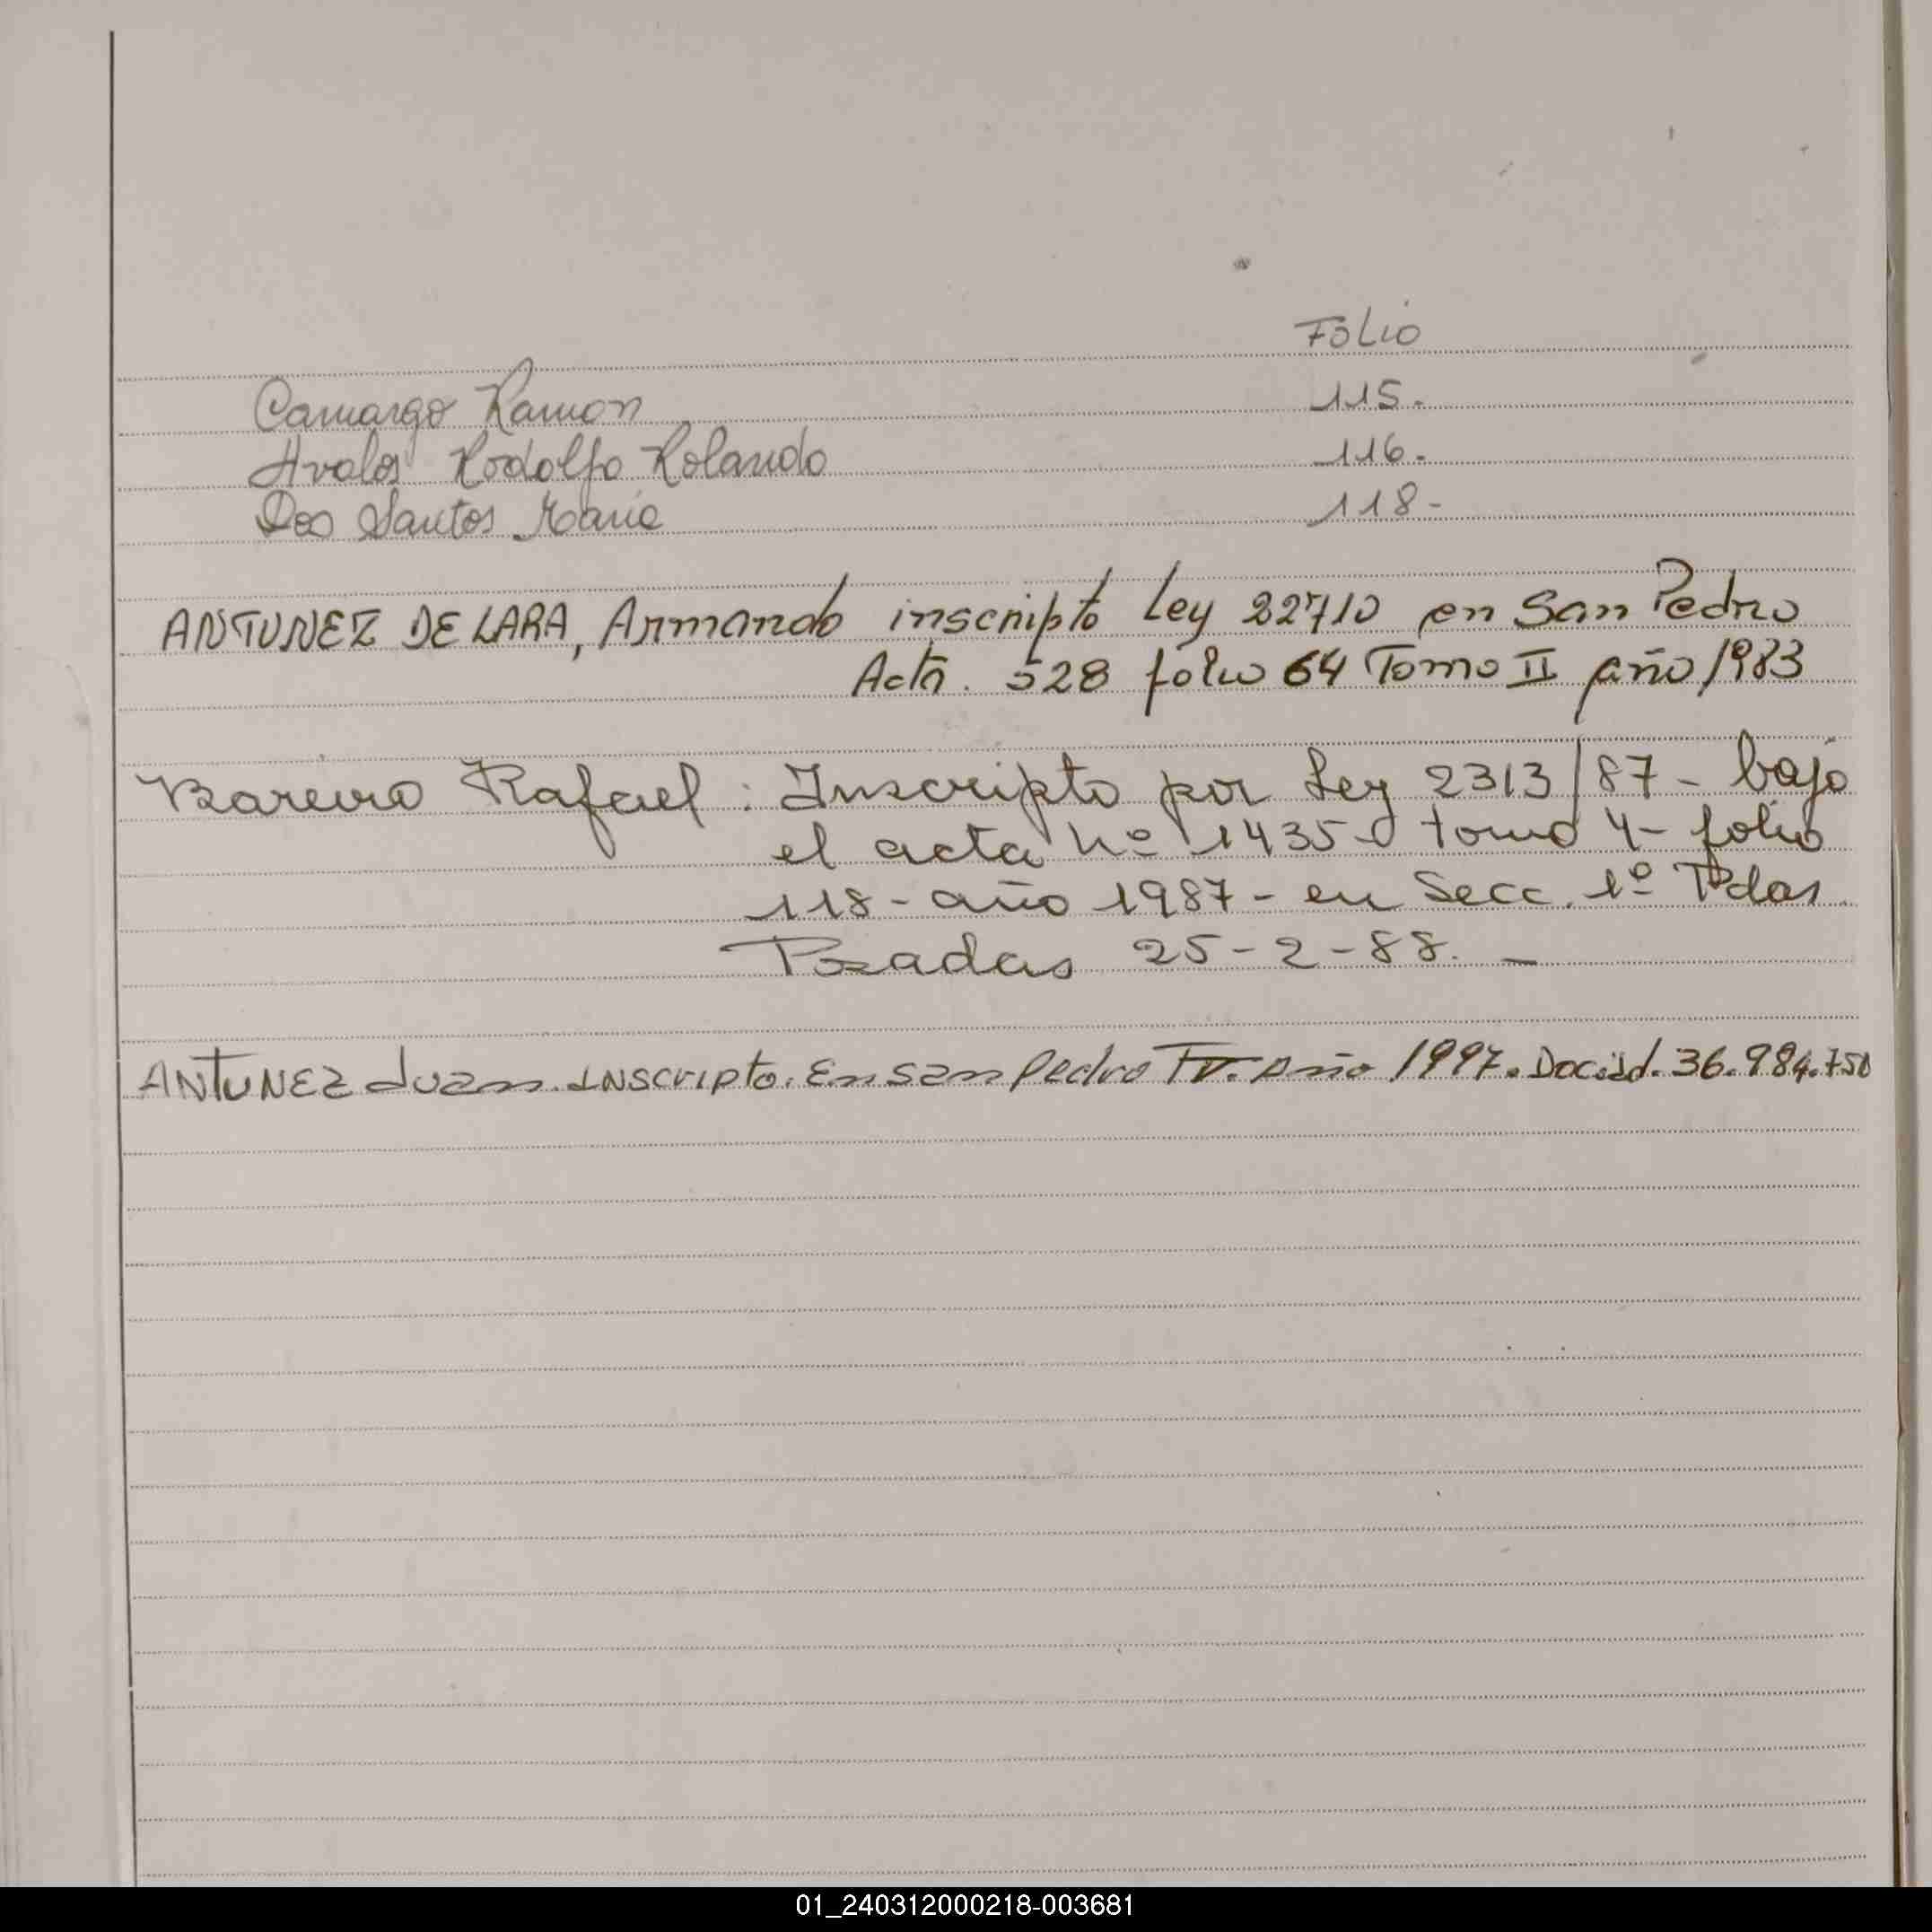 Folio
Camargo Ramon 115.
Avalos Rodolfo Rolando 116.
Dos Santos Maria 118-
ANTUNEZ DE LARA, Armando inscripto Ley 22710 en San Pedro
Acta. 528 folio 64 Tomo II año 1983
Bareiro Rafael : Inscripto por Ley 2313/87 - bajo
el acta nº 1435 - tomo 4 - folio
118 - año 1987 - en Secc. 1º Pdas.
Posadas 25-2-88. -
ANTUNEZ Juan. Inscripto. En San Pedro Año 1997. Doc. id. 36.984.750
01_240312000218-003681